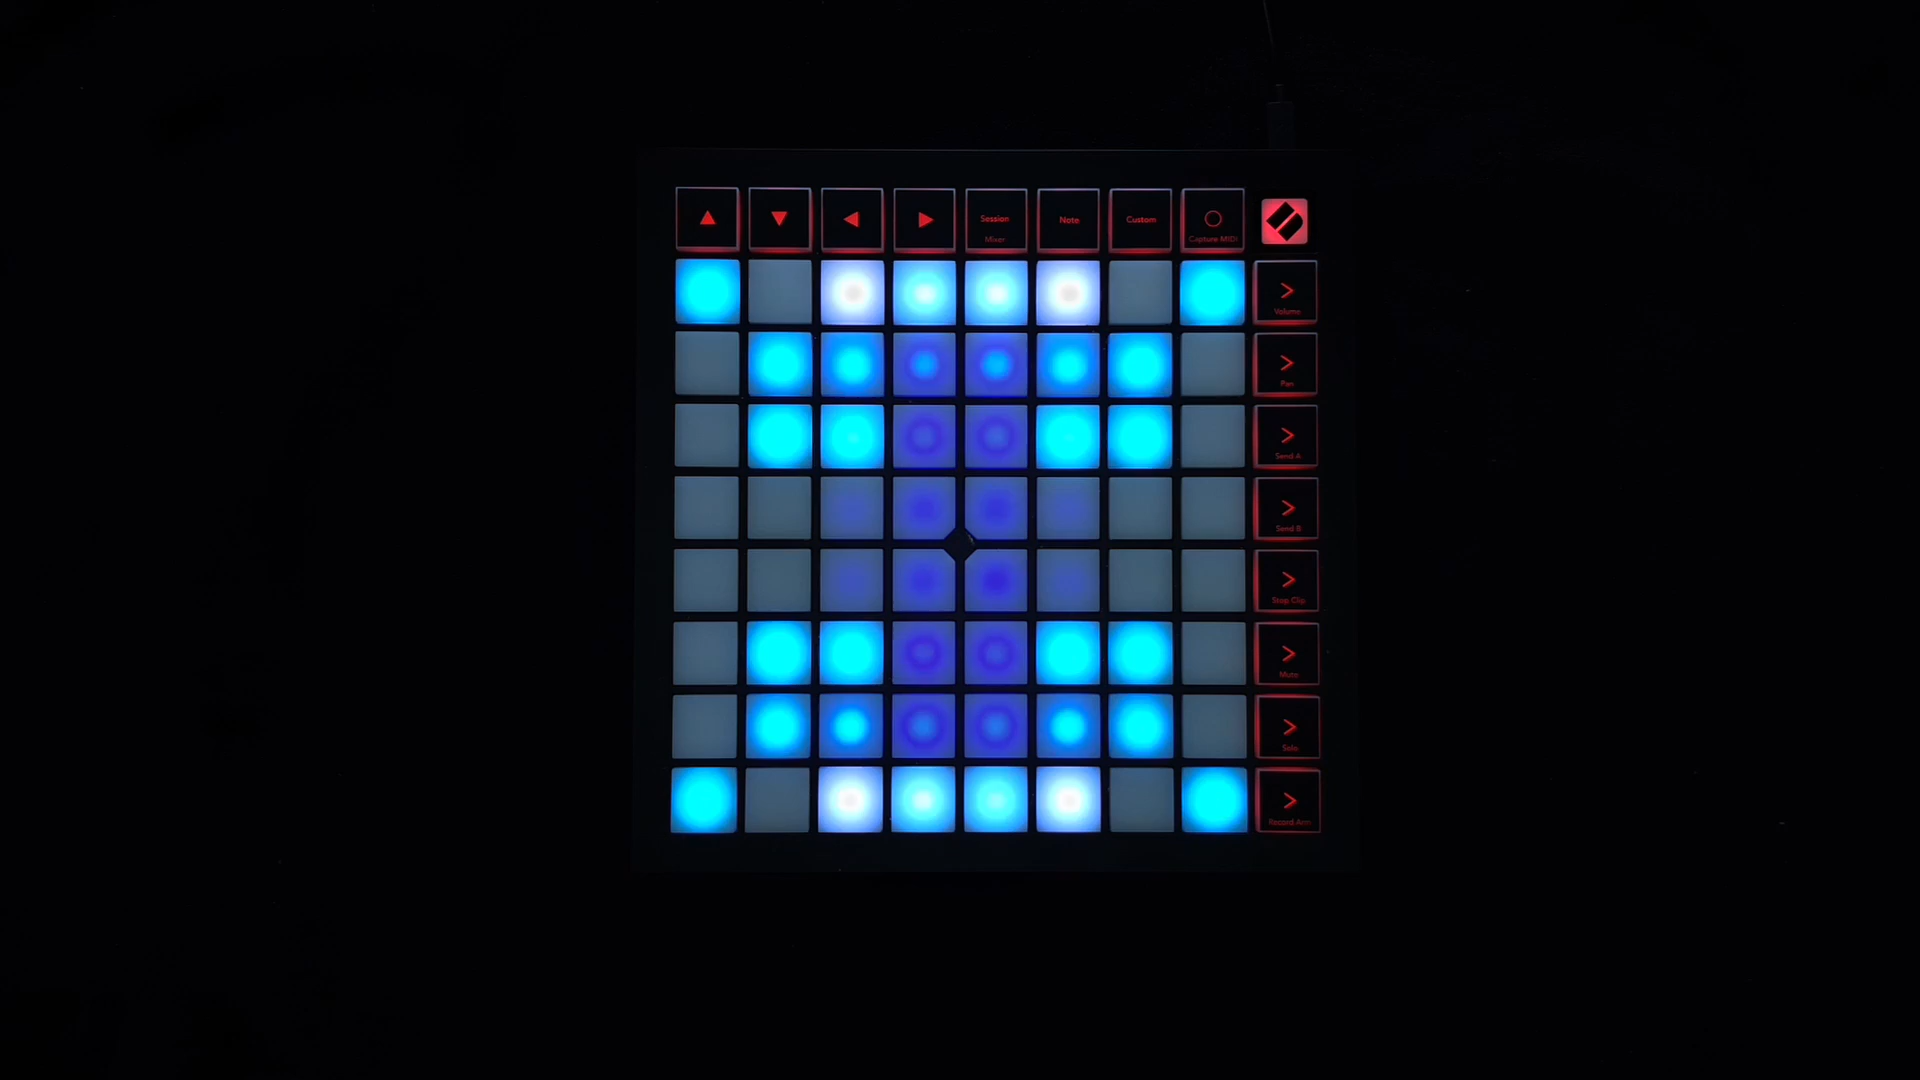 Session
Mixer
Note
Custom
Capture MIDI
Volume
Pan
Send A
Send B
Stop Clip
Mute
Solo
Record Arm